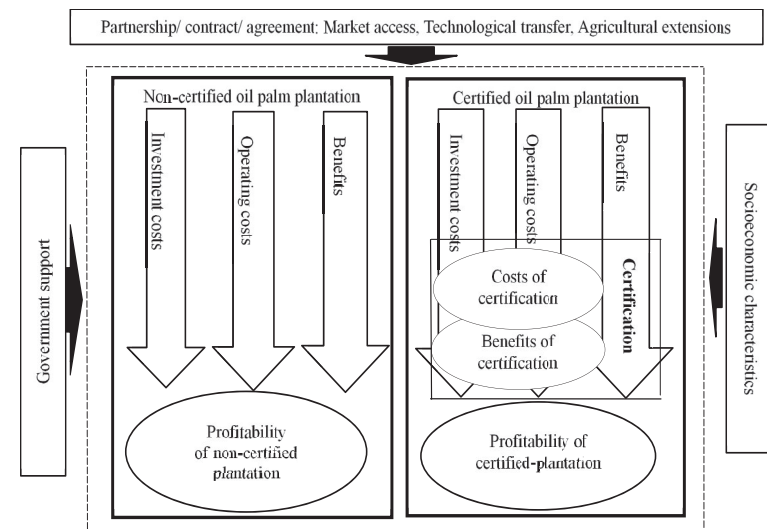 Partnership/ contract/ agreement: Market access, Technological transfer, Agricultural extensions
Non-certified oil palm plantation
Certified oil palm plantation
Investment costs
Operating costs
Benefits
Investment costs
Operating costs
Benefits
Government support
Socioeconomic characteristics
Certification
Costs of
certification
Benefits of
certification
Profitability
of non-certified
plantation
Profitability of
certified-plantation